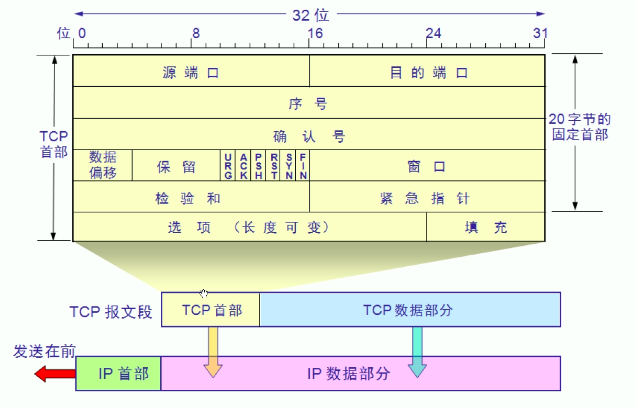 32 位
位 0 8 16 24 31
源 端 口 目 的 端 口
序 号
TCP 首部
20 字节的固定首部
确 认 号
数据偏移 保 留 URG ACK PSH RST SYN FIN 窗 口
检 验 和 紧 急 指 针
选 项 （长 度 可 变） 填 充
TCP 报文段 TCP 首部 TCP 数据部分
发送在前
IP 首部 IP 数据部分